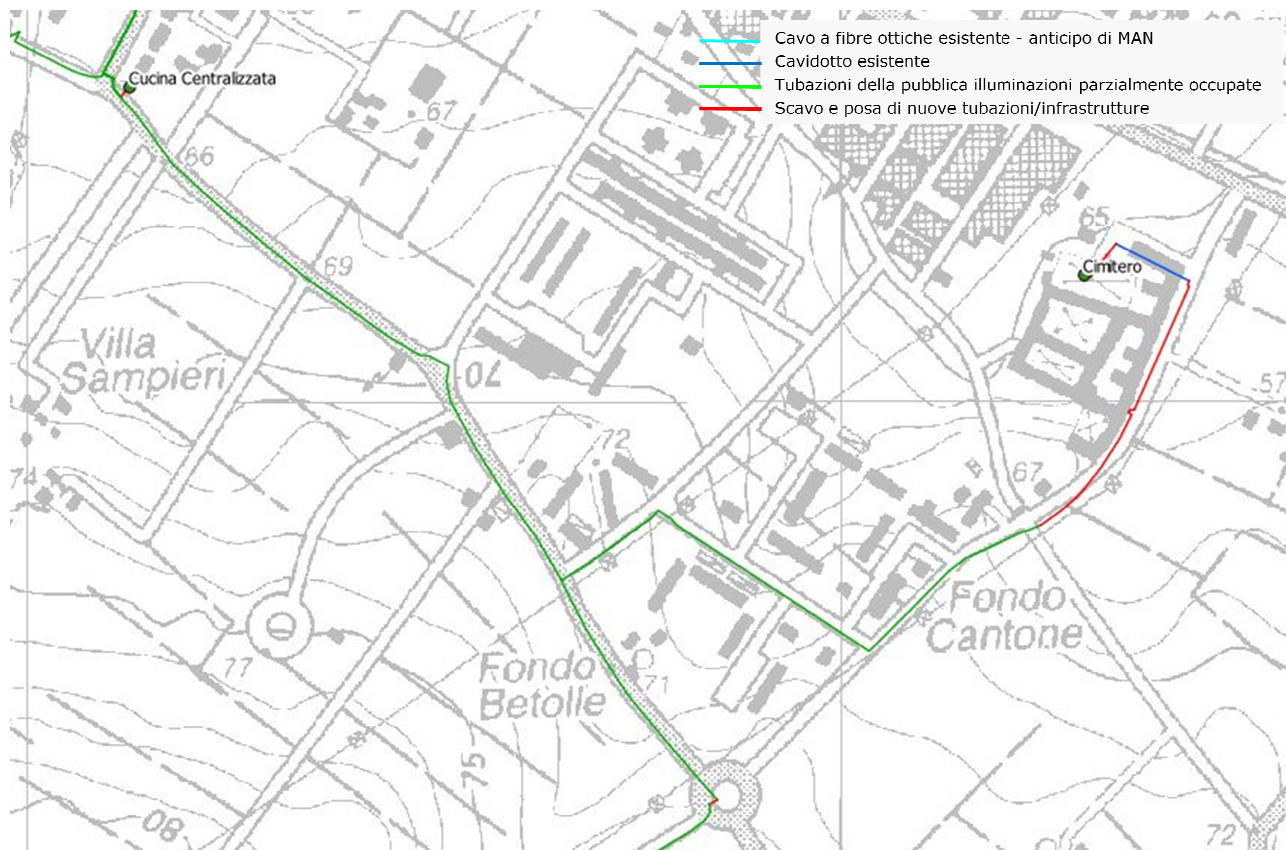 Cavo a fibre ottiche esistente - anticipo di MAN
Cavidotto esistente
Tubazioni della pubblica illuminazioni parzialmente occupate
Scavo e posa di nuove tubazioni/infrastrutture
Cucina Centralizzata
67
66
65
Cimitero
69
Villa
Sampieri
70
57
72
74
67
Fondo
Cantone
77
Fondo
Betolle
71
75
80
72